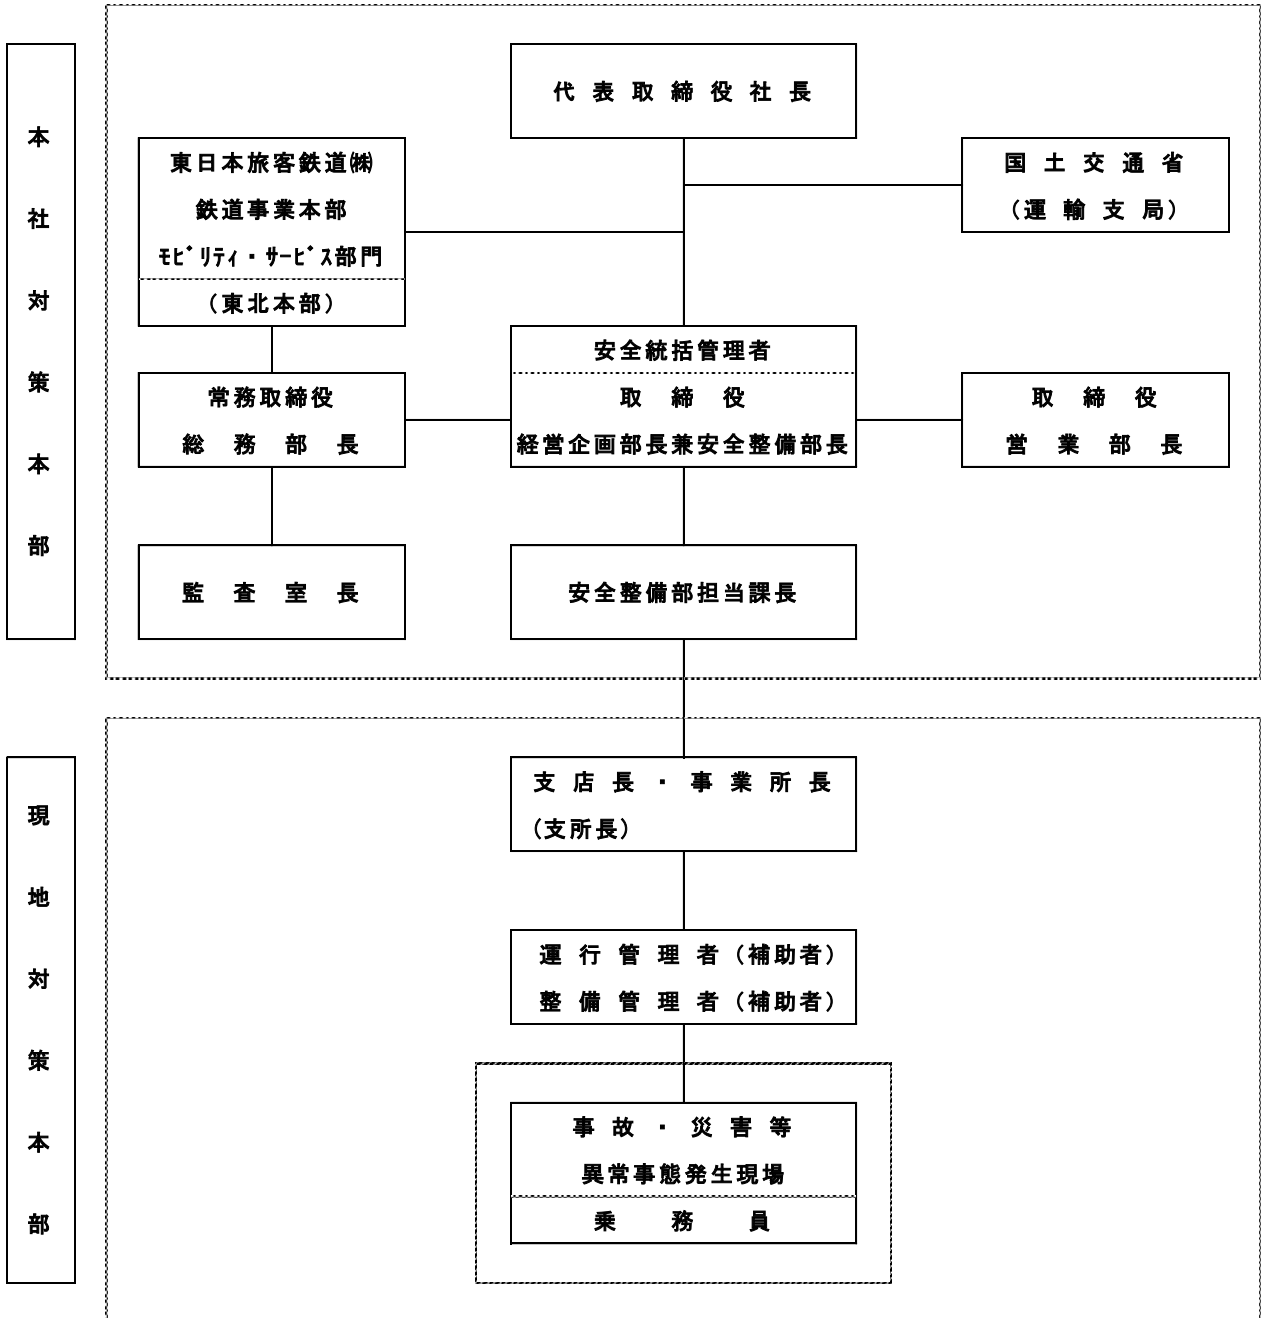 本社対策本部
代表取締役社長
東日本旅客鉄道㈱
鉄道事業本部
ﾓﾋﾞﾘﾃｨ・ｻｰﾋﾞｽ部門
（東北本部）
国土交通省
（運輸支局）
安全統括管理者
取締役
経営企画部長兼安全整備部長
常務取締役
総務部長
取締役
営業部長
監査室長
安全整備部担当課長
現地対策本部
支店長・事業所長
（支所長）
運行管理者（補助者）
整備管理者（補助者）
事故・災害等
異常事態発生現場
乗務員